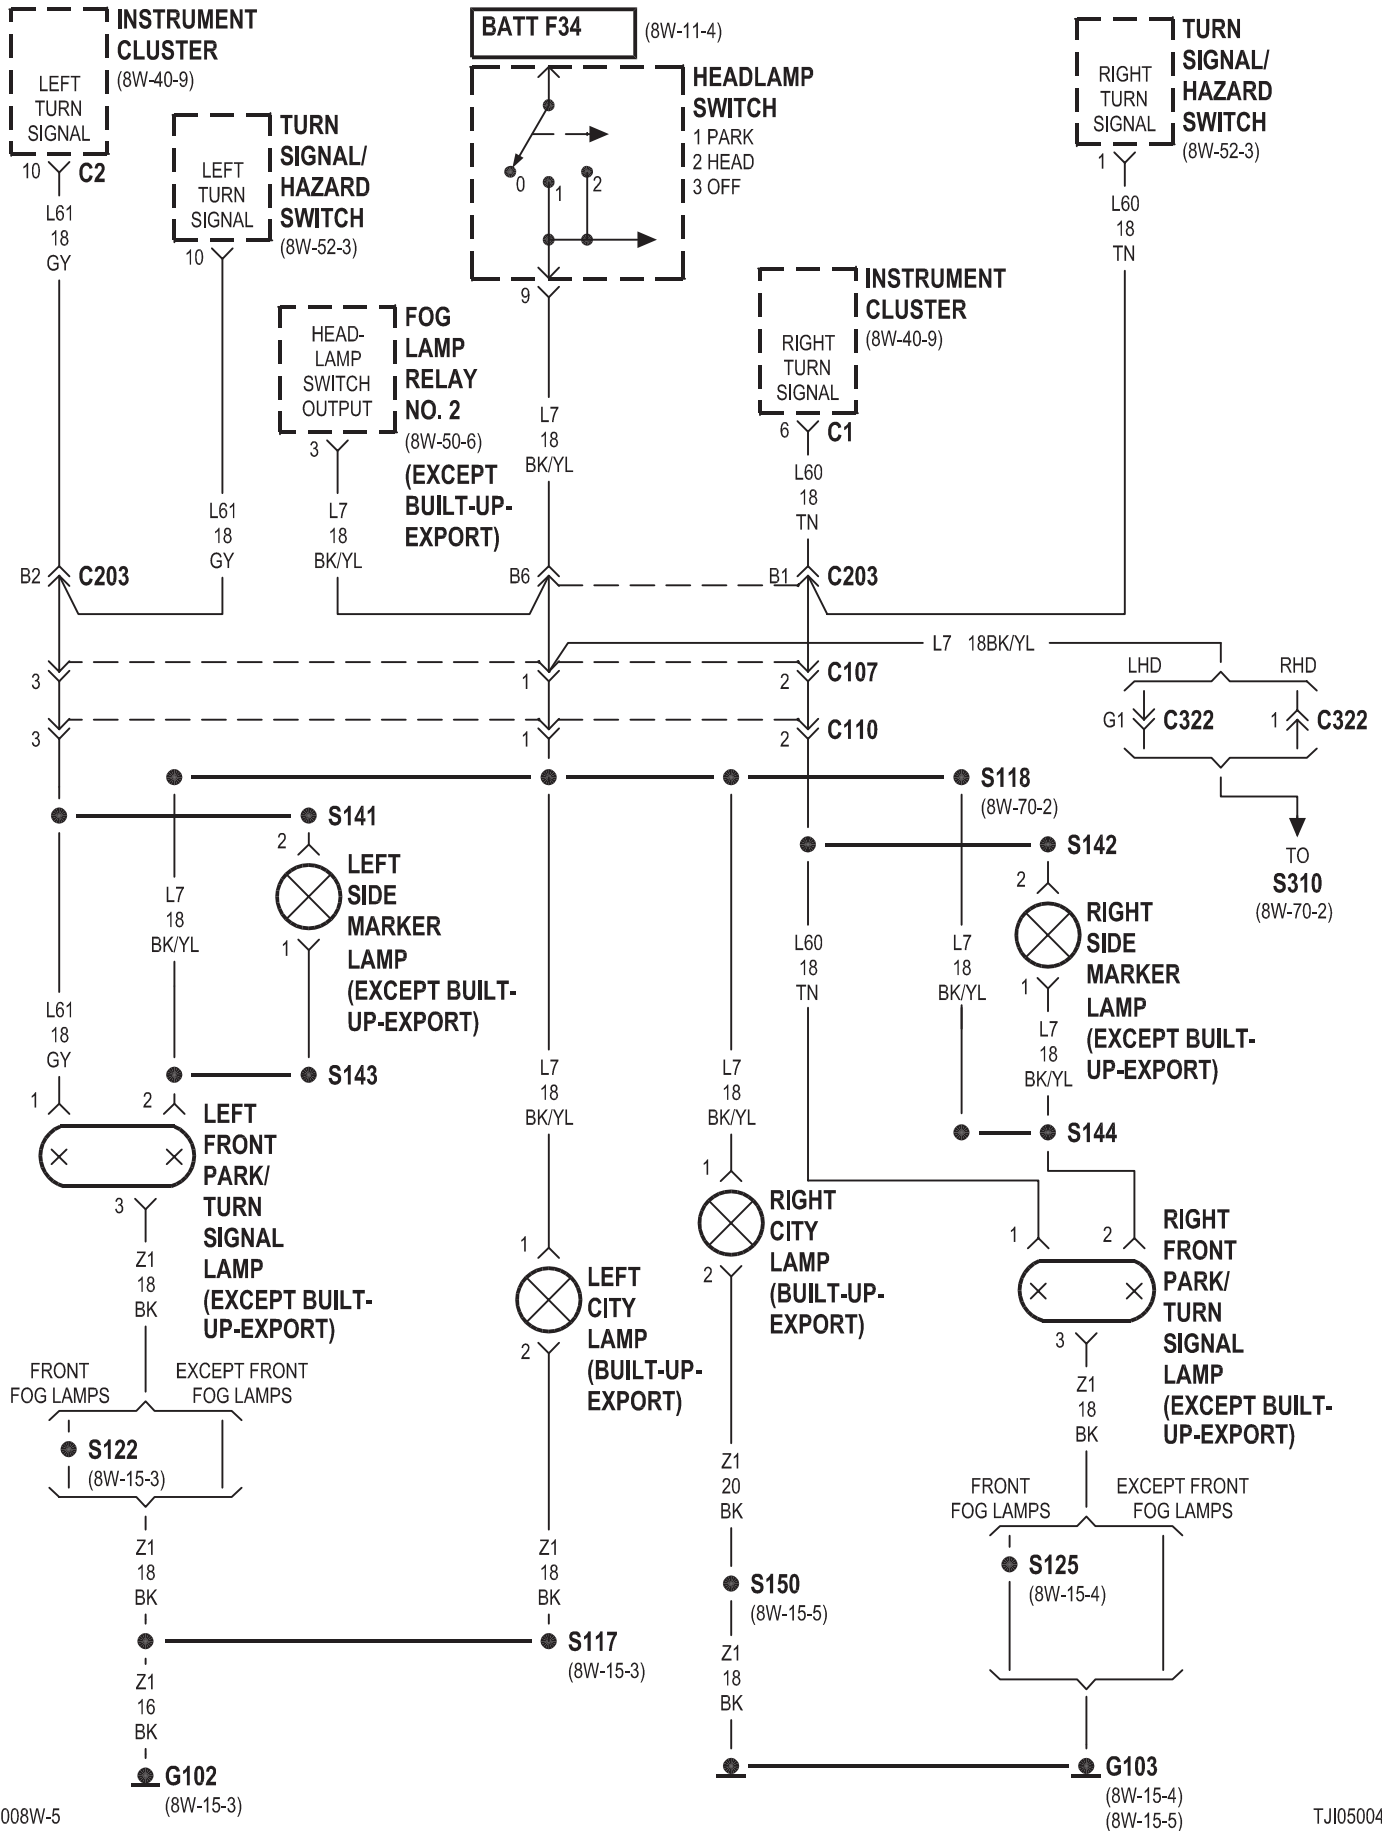 INSTRUMENT
CLUSTER
(8W-40-9)
LEFT
TURN
SIGNAL
10
C2
L61
18
GY
TURN
SIGNAL/
HAZARD
SWITCH
(8W-52-3)
LEFT
TURN
SIGNAL
10
L61
18
GY
BATT F34
(8W-11-4)
HEADLAMP
SWITCH
1 PARK
2 HEAD
3 OFF
0
1
2
9
L7
18
BK/YL
FOG
LAMP
RELAY
NO. 2
(8W-50-6)
(EXCEPT
BUILT-UP-
EXPORT)
HEAD-
LAMP
SWITCH
OUTPUT
3
L7
18
BK/YL
INSTRUMENT
CLUSTER
(8W-40-9)
RIGHT
TURN
SIGNAL
6
C1
L60
18
TN
TURN
SIGNAL/
HAZARD
SWITCH
(8W-52-3)
RIGHT
TURN
SIGNAL
1
L60
18
TN
B2
C203
B6
B1
C203
L7 18BK/YL
3
1
2
C107
3
1
2
C110
LHD
RHD
G1
C322
1
C322
TO
S310
(8W-70-2)
S118
(8W-70-2)
S141
2
LEFT
SIDE
MARKER
LAMP
(EXCEPT BUILT-
UP-EXPORT)
1
L7
18
BK/YL
L61
18
GY
S143
1
2
LEFT
FRONT
PARK/
TURN
SIGNAL
LAMP
(EXCEPT BUILT-
UP-EXPORT)
3
Z1
18
BK
FRONT
FOG LAMPS
EXCEPT FRONT
FOG LAMPS
S122
(8W-15-3)
Z1
18
BK
Z1
16
BK
G102
(8W-15-3)
L7
18
BK/YL
1
LEFT
CITY
LAMP
(BUILT-UP-
EXPORT)
2
Z1
18
BK
S117
(8W-15-3)
L7
18
BK/YL
1
RIGHT
CITY
LAMP
(BUILT-UP-
EXPORT)
2
Z1
20
BK
S150
(8W-15-5)
Z1
18
BK
S142
2
RIGHT
SIDE
MARKER
LAMP
(EXCEPT BUILT-
UP-EXPORT)
1
L60
18
TN
L7
18
BK/YL
L7
18
BK/YL
S144
1
2
RIGHT
FRONT
PARK/
TURN
SIGNAL
LAMP
(EXCEPT BUILT-
UP-EXPORT)
3
Z1
18
BK
FRONT
FOG LAMPS
EXCEPT FRONT
FOG LAMPS
S125
(8W-15-4)
G103
(8W-15-4)
(8W-15-5)
008W-5
TJI05004